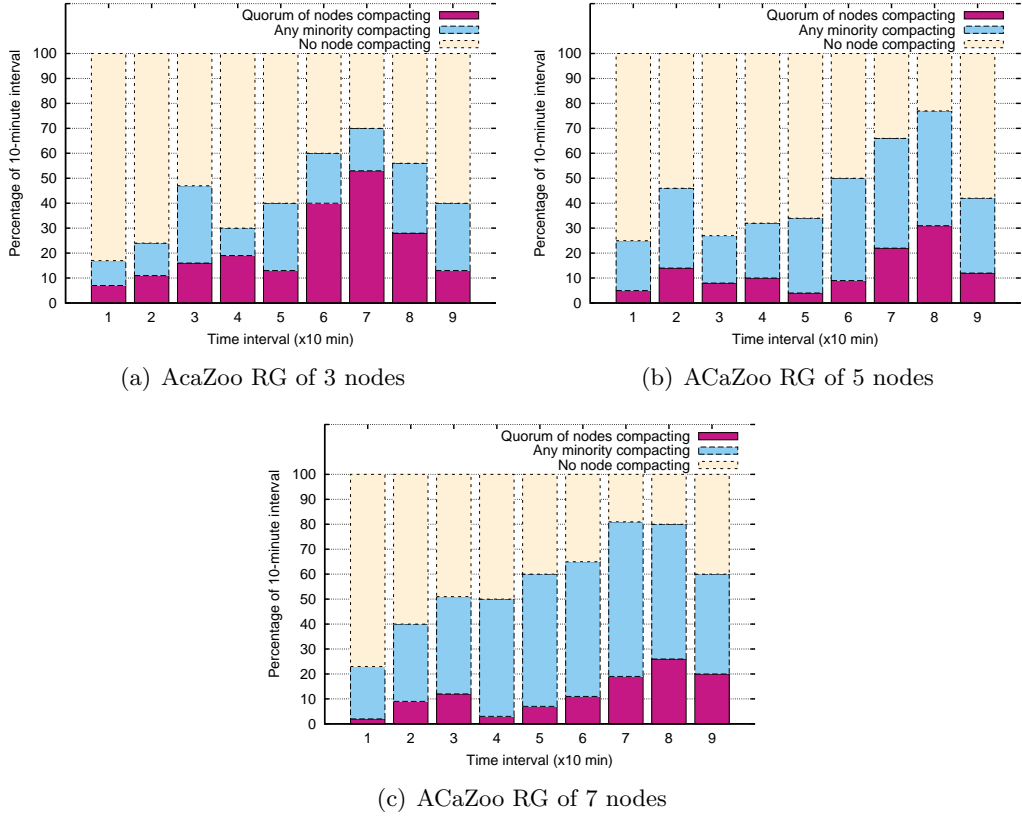 Quorum of nodes compacting
Any minority compacting
No node compacting
Percentage of 10-minute interval
100
90
80
70
60
50
40
30
20
10
0
1 2 3 4 5 6 7 8 9
Time interval (x10 min)
(a) AcaZoo RG of 3 nodes
Quorum of nodes compacting
Any minority compacting
No node compacting
Percentage of 10-minute interval
100
90
80
70
60
50
40
30
20
10
0
1 2 3 4 5 6 7 8 9
Time interval (x10 min)
(b) ACaZoo RG of 5 nodes
Quorum of nodes compacting
Any minority compacting
No node compacting
Percentage of 10-minute interval
100
90
80
70
60
50
40
30
20
10
0
1 2 3 4 5 6 7 8 9
Time interval (x10 min)
(c) ACaZoo RG of 7 nodes